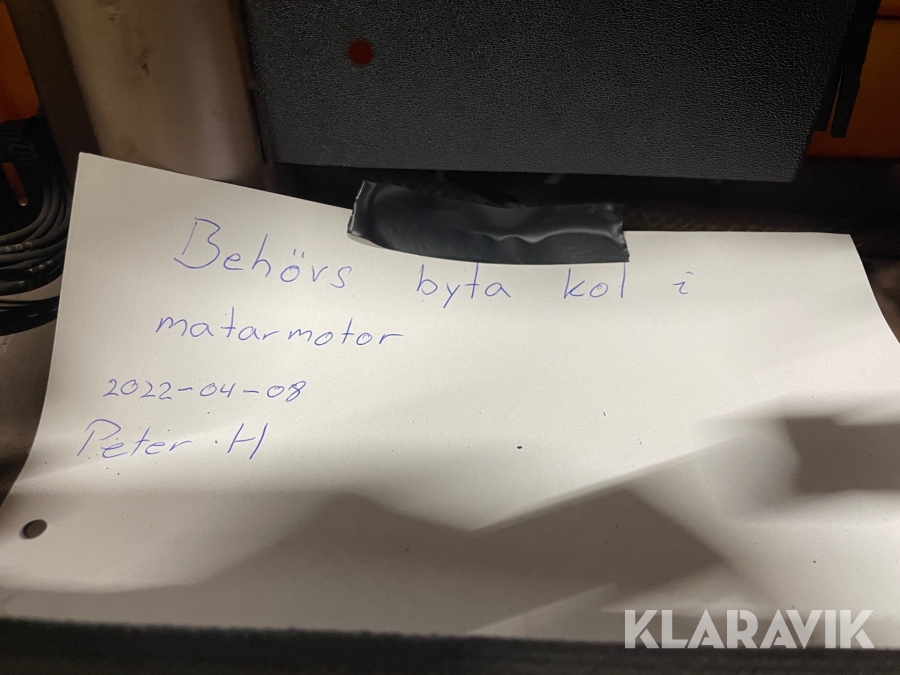 Behövs byta kol i
matarmotor
2022-04-08
Peter H
KLARAVIK